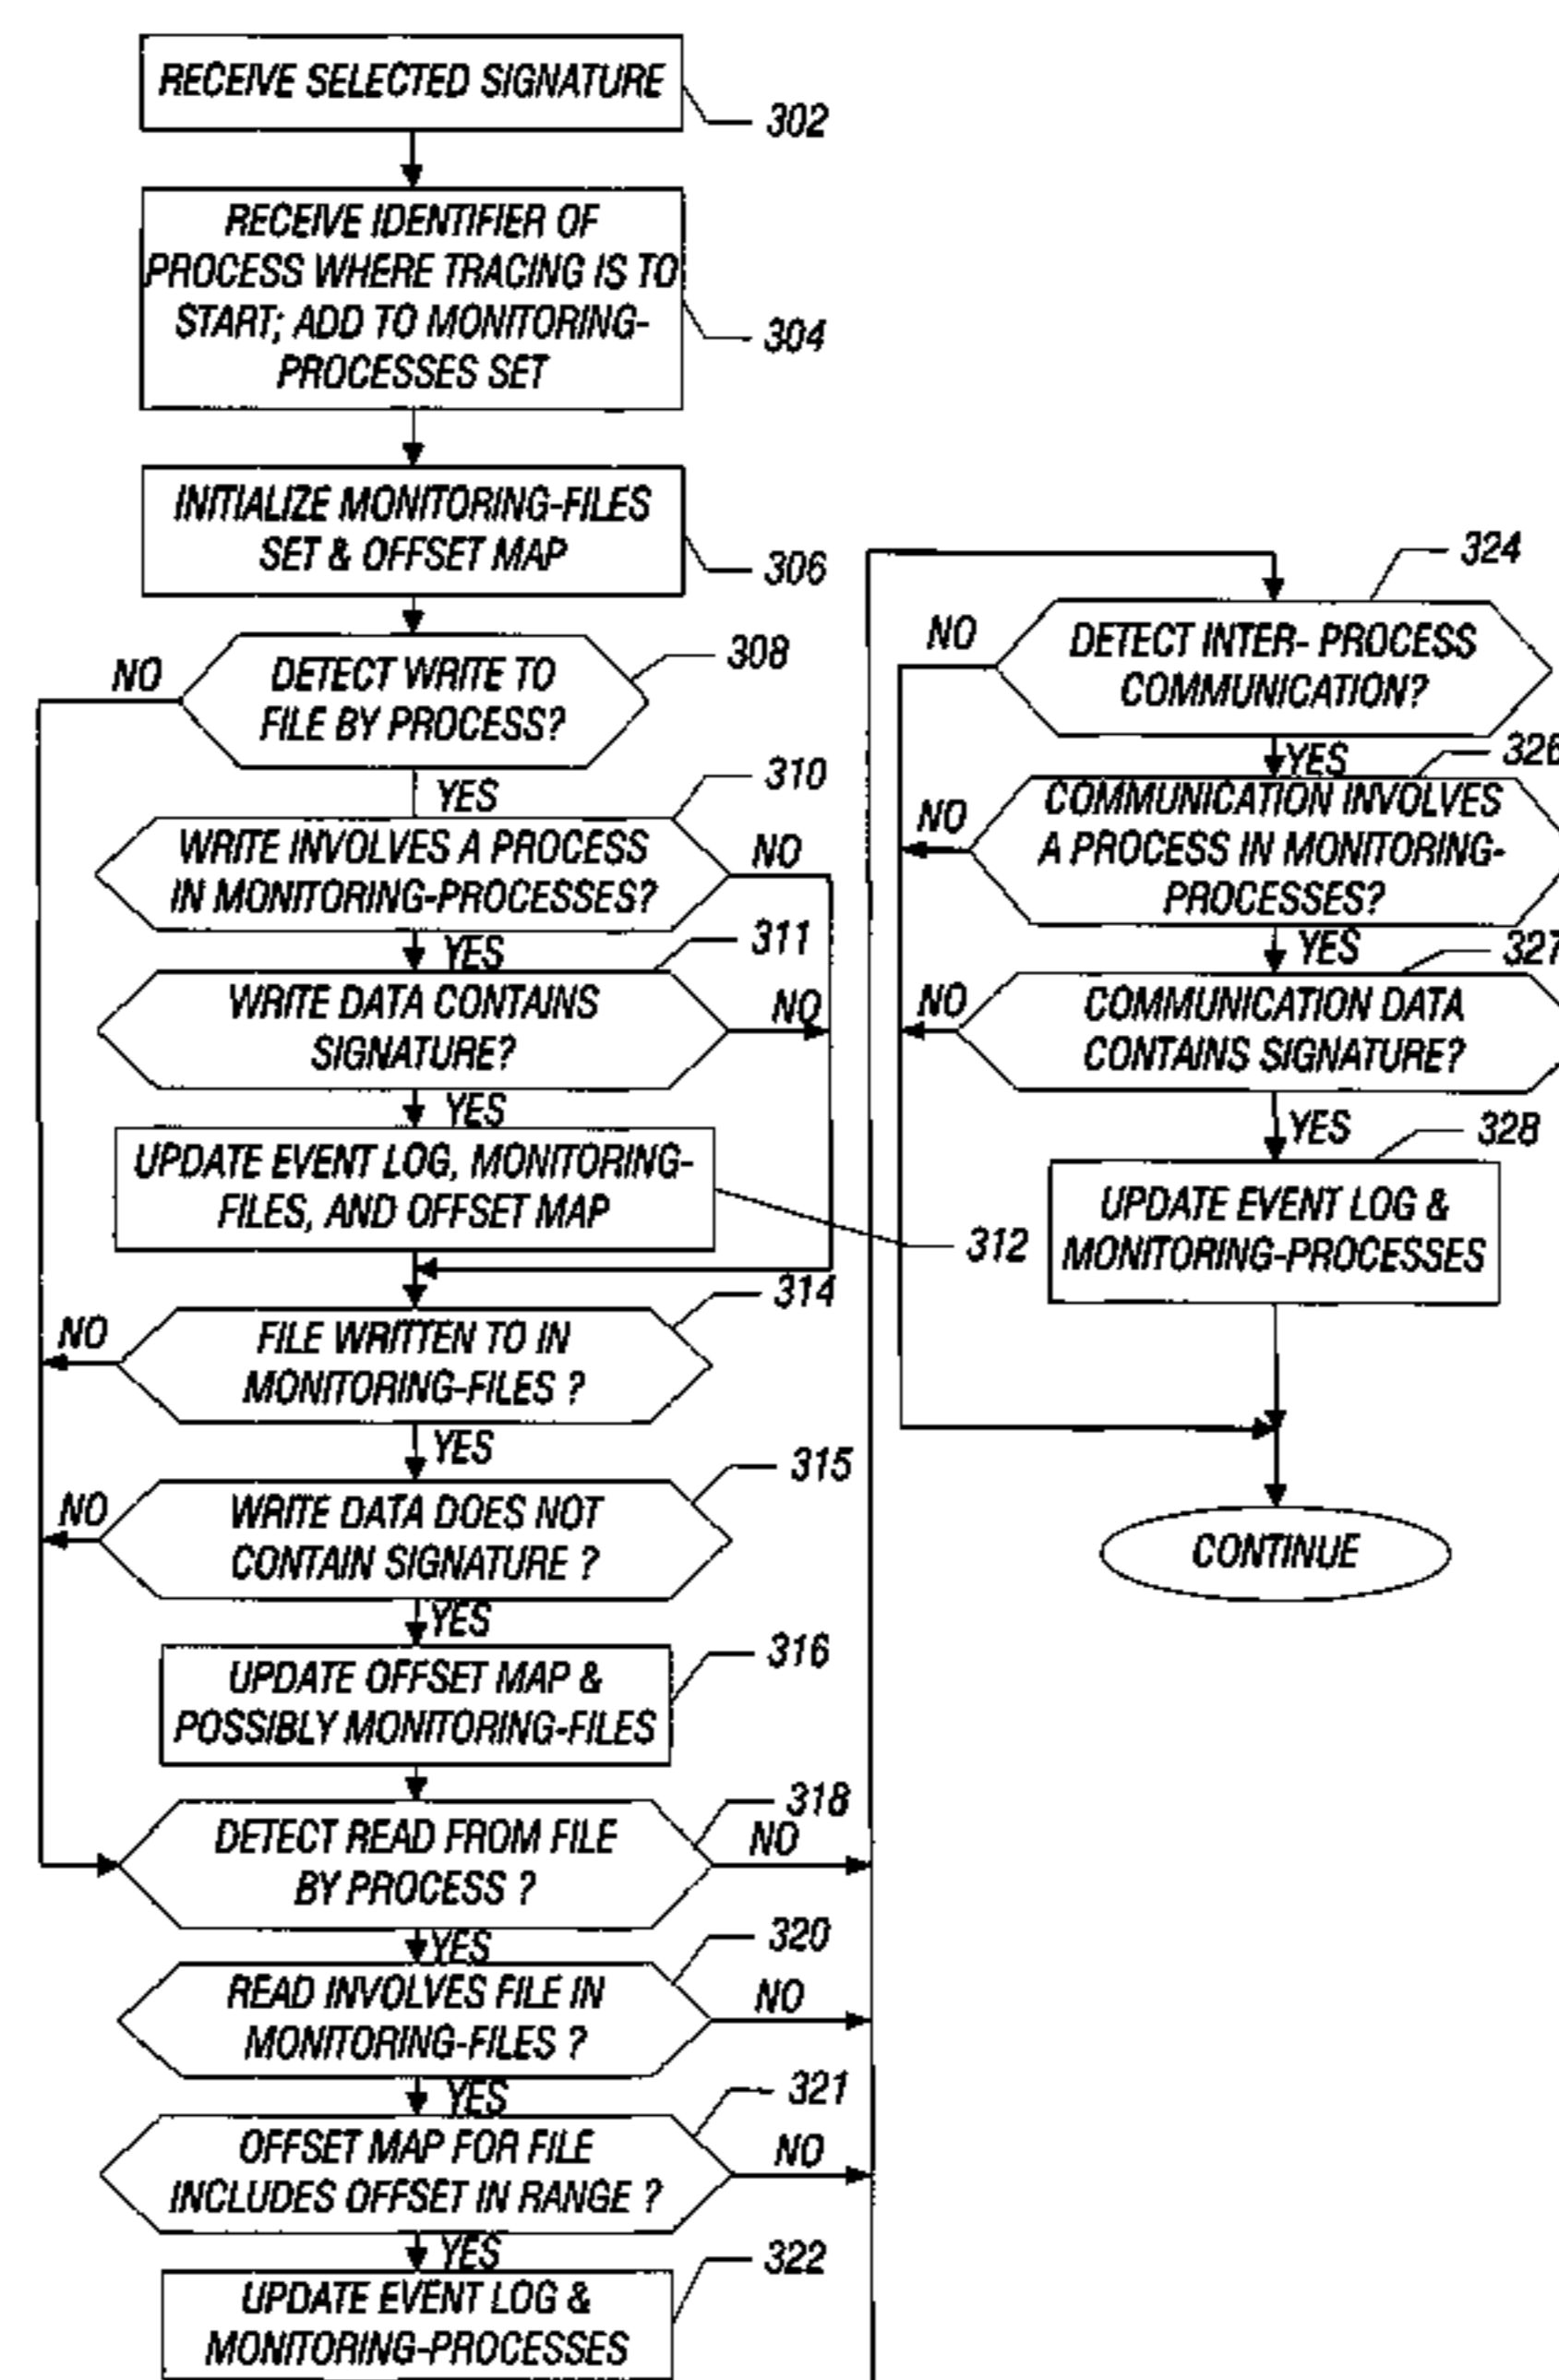 RECEIVE SELECTED SIGNATURE
302
RECEIVE IDENTIFIER OF
PROCESS WHERE TRACING IS TO
START; ADD TO MONITORING-
PROCESSES SET
304
INITIALIZE MONITORING-FILES
SET & OFFSET MAP
306
NO
DETECT WRITE TO
FILE BY PROCESS?
308
YES
WRITE INVOLVES A PROCESS
IN MONITORING-PROCESSES?
310
NO
YES
WRITE DATA CONTAINS
SIGNATURE?
311
NO
YES
UPDATE EVENT LOG, MONITORING-
FILES, AND OFFSET MAP
312
FILE WRITTEN TO IN
MONITORING-FILES ?
314
NO
YES
WRITE DATA DOES NOT
CONTAIN SIGNATURE ?
315
NO
YES
UPDATE OFFSET MAP &
POSSIBLY MONITORING-FILES
316
DETECT READ FROM FILE
BY PROCESS ?
318
NO
YES
READ INVOLVES FILE IN
MONITORING-FILES ?
320
NO
YES
OFFSET MAP FOR FILE
INCLUDES OFFSET IN RANGE ?
321
NO
YES
UPDATE EVENT LOG &
MONITORING-PROCESSES
322
324
NO
DETECT INTER- PROCESS
COMMUNICATION?
YES
326
NO
COMMUNICATION INVOLVES
A PROCESS IN MONITORING-
PROCESSES?
YES
327
NO
COMMUNICATION DATA
CONTAINS SIGNATURE?
YES
328
UPDATE EVENT LOG &
MONITORING-PROCESSES
CONTINUE